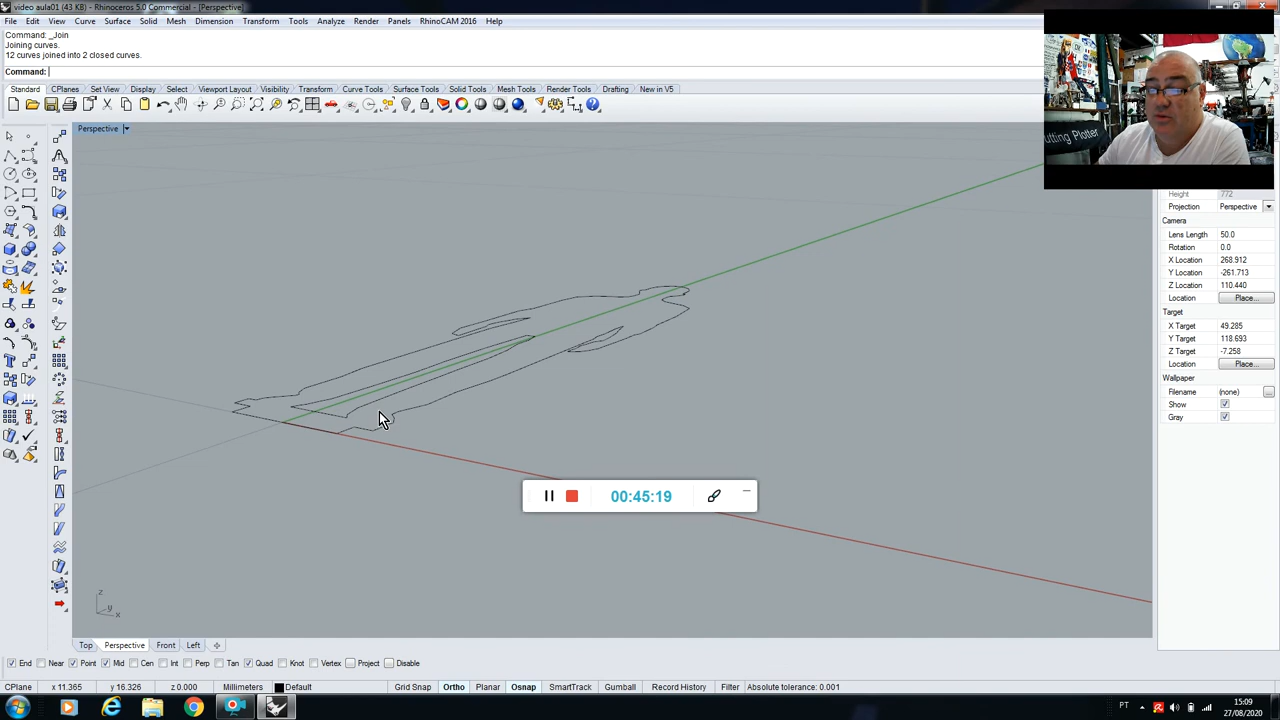 video aula01 (43 KB) - Rhinoceros 5.0 Commercial - [Perspective]
File Edit View Curve Surface Solid Mesh Dimension Transform Tools Analyze Render Panels RhinoCAM 2016 Help
Command: _Join
Joining curves.
12 curves joined into 2 closed curves.
Command:
Standard CPlanes Set View Display Select Viewport Layout Visibility Transform Curve Tools Surface Tools Solid Tools Mesh Tools Render Tools Drafting New in V5
Perspective
Cutting Plotter
Height 772
Projection Perspective
Camera
Lens Length 50.0
Rotation 0.0
X Location 268.912
Y Location -261.713
Z Location 110.440
Location Place...
Target
X Target 49.285
Y Target 118.693
Z Target -7.258
Location Place...
Wallpaper
Filename (none) ...
Show
Gray
00:45:19
z
y
x
Top Perspective Front Left
End Near Point Mid Cen Int Perp Tan Quad Knot Vertex Project Disable
CPlane x 11.365 y 16.326 z 0.000 Millimeters Default Grid Snap Ortho Planar Osnap SmartTrack Gumball Record History Filter Absolute tolerance: 0.001
PT 15:09
27/08/2020